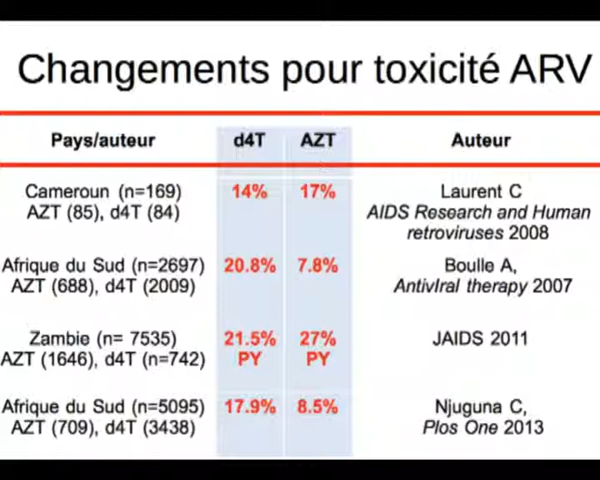 Changements pour toxicité ARV
Pays/auteur d4T AZT Auteur
Cameroun (n=169) 14% 17% Laurent C
AZT (85), d4T (84) AIDS Research and Human
retroviruses 2008
Afrique du Sud (n=2697) 20.8% 7.8% Boulle A,
AZT (688), d4T (2009) AntivIral therapy 2007
Zambie (n= 7535) 21.5% 27% JAIDS 2011
AZT (1646), d4T (n=742) PY PY
Afrique du Sud (n=5095) 17.9% 8.5% Njuguna C,
AZT (709), d4T (3438) Plos One 2013